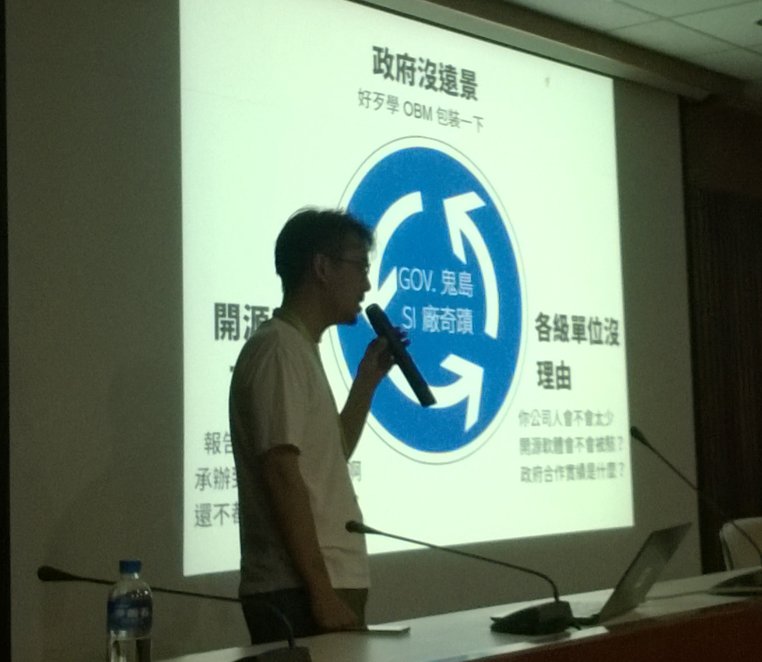 政府沒遠景
好歹學 OBM 包裝一下
GOV. 鬼島
SI 廠奇蹟
開源
各級單位沒
理由
報告
承辦
啊
還不
你公司人會不會太少
開源軟體會不會被駭？
政府合作實績是什麼？